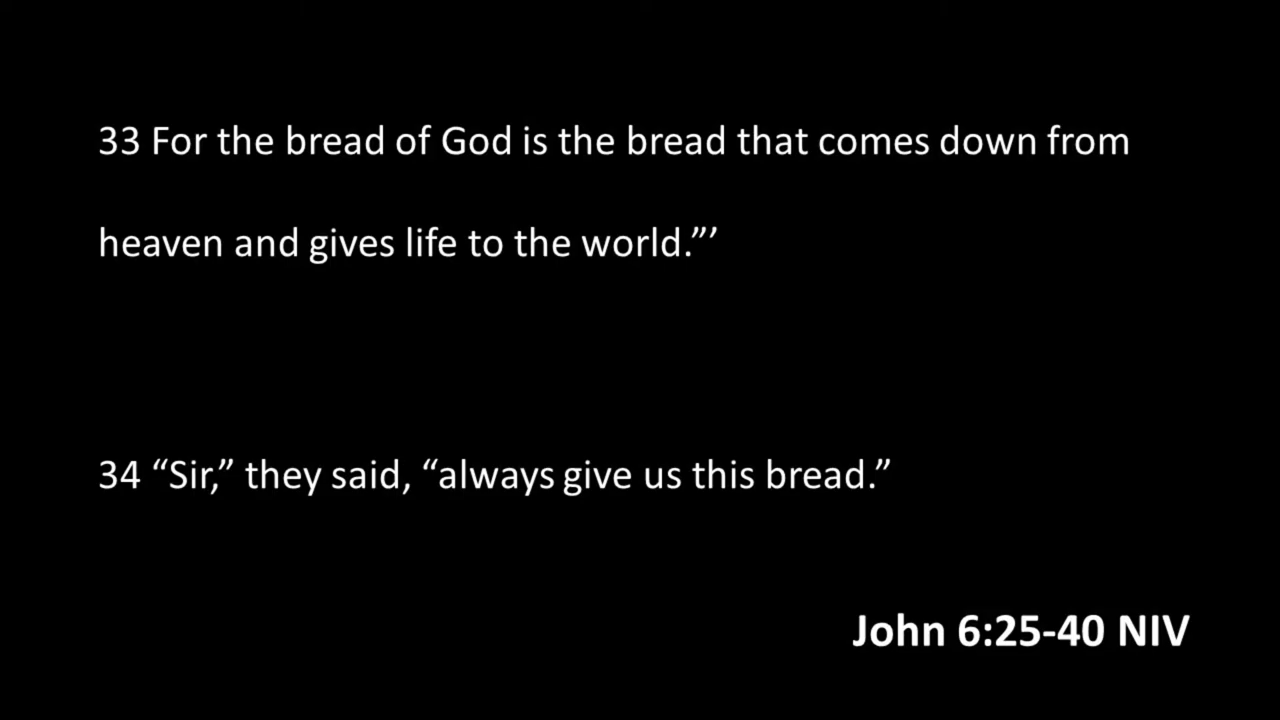 33 For the bread of God is the bread that comes down from
heaven and gives life to the world.”’
34 “Sir,” they said, “always give us this bread.”
John 6:25-40 NIV